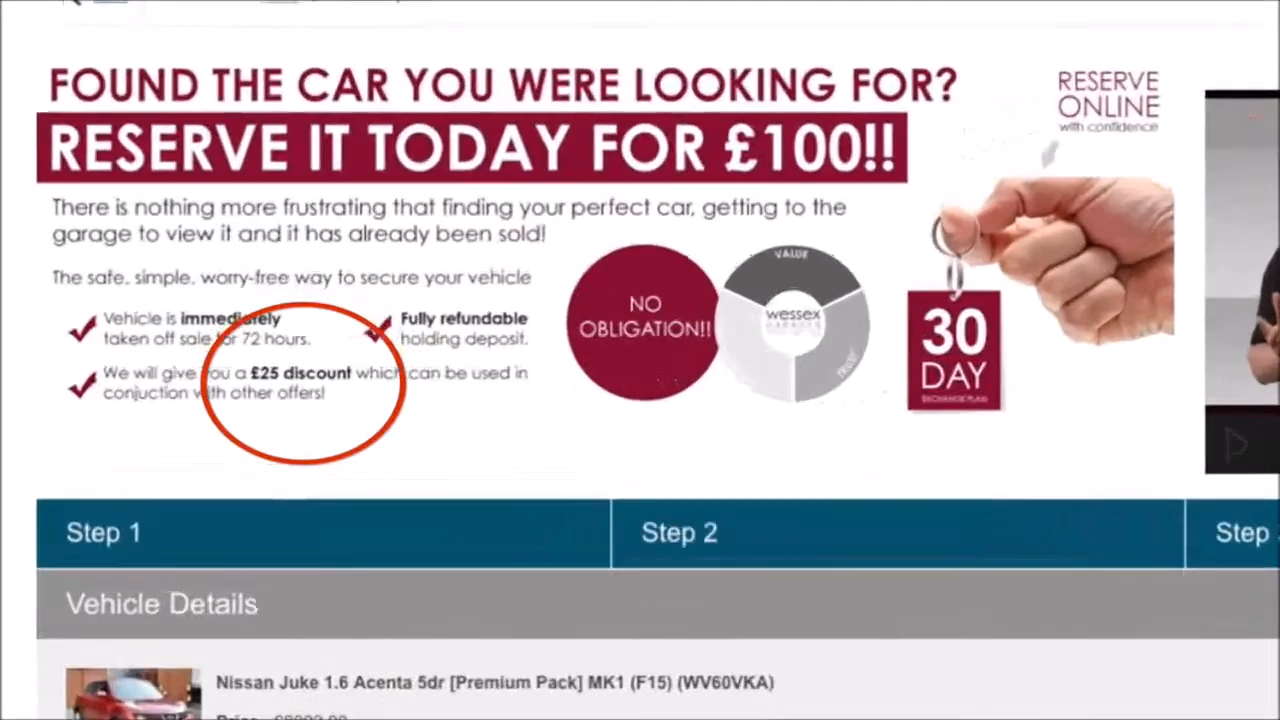 FOUND THE CAR YOU WERE LOOKING FOR?
RESERVE IT TODAY FOR £100!!
There is nothing more frustrating that finding your perfect car, getting to the
garage to view it and it has already been sold!
The safe, simple, worry-free way to secure your vehicle
Vehicle is immediately
taken off sale for 72 hours.
Fully refundable
holding deposit.
We will give you a £25 discount which can be used in
conjuction with other offers!
NO
OBLIGATION!!
VALUE
wessex
GARAGES
TRUST
RESERVE
ONLINE
with confidence
30
DAY
EXCHANGE PLAN
Step 1
Step 2
Step
Vehicle Details
Nissan Juke 1.6 Acenta 5dr [Premium Pack] MK1 (F15) (WV60VKA)